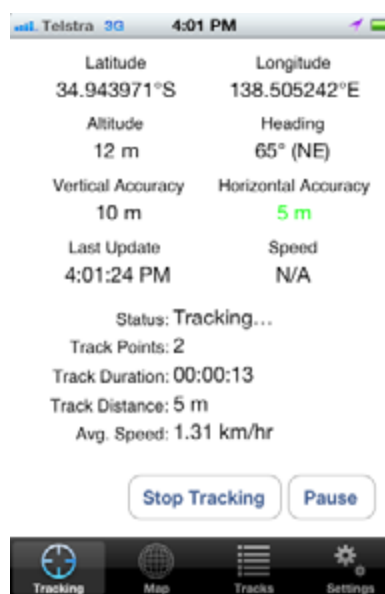 Telstra 3G 4:01 PM
Latitude Longitude
34.943971°S 138.505242°E
Altitude Heading
12 m 65° (NE)
Vertical Accuracy Horizontal Accuracy
10 m 5 m
Last Update Speed
4:01:24 PM N/A
Status: Tracking...
Track Points: 2
Track Duration: 00:00:13
Track Distance: 5 m
Avg. Speed: 1.31 km/hr
Stop Tracking Pause
Tracking Map Tracks Settings